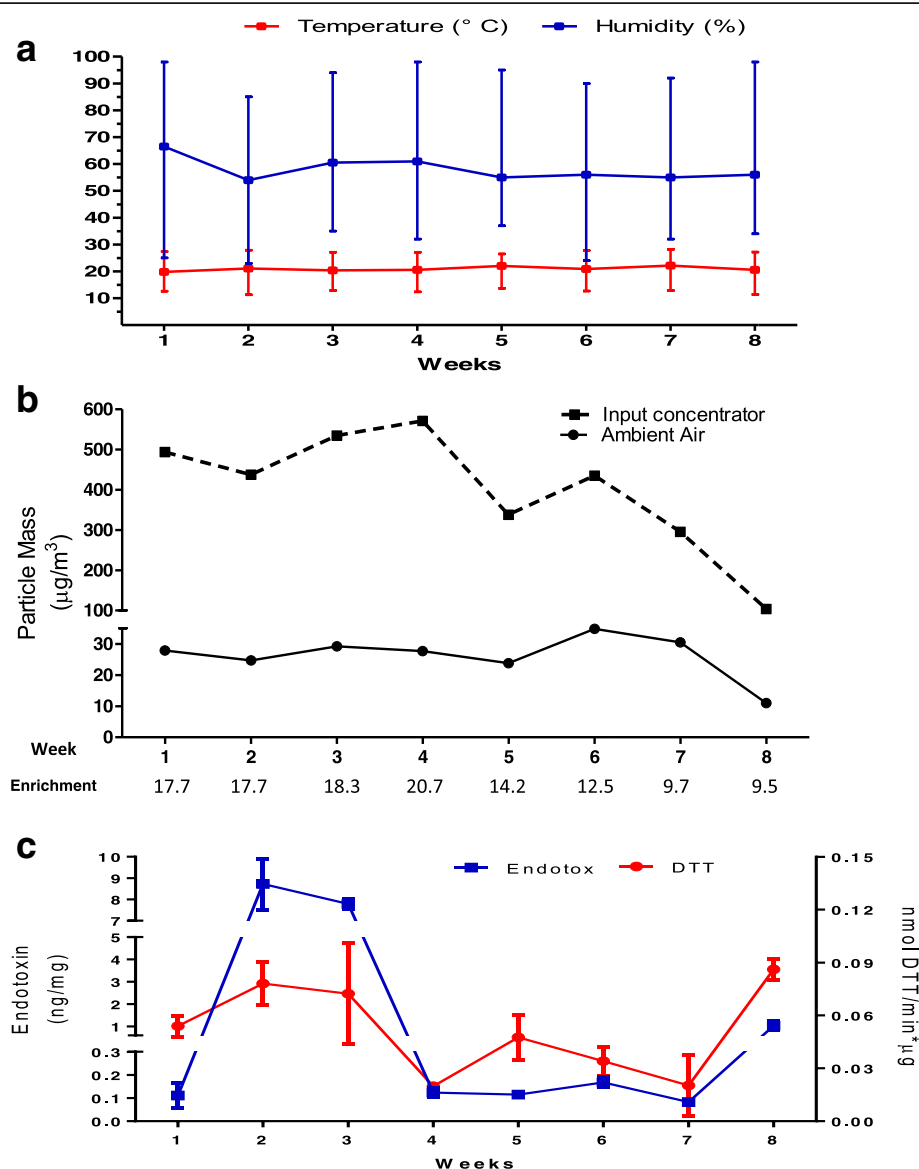 a
Temperature (° C)
Humidity (%)
100
90
80
70
60
50
40
30
20
10
1 2 3 4 5 6 7 8
Weeks
b
Input concentrator
Ambient Air
Particle Mass
(µg/m³)
600
500
400
300
200
100
30
20
10
0
Week 1 2 3 4 5 6 7 8
Enrichment 17.7 17.7 18.3 20.7 14.2 12.5 9.7 9.5
c
Endotox
DTT
Endotoxin
(ng/mg)
10
9
8
7
5
4
3
2
1
0.3
0.2
0.1
0.0
0.15
0.12
0.09
0.06
0.03
0.00
nmol DTT/min*µg
1 2 3 4 5 6 7 8
Weeks